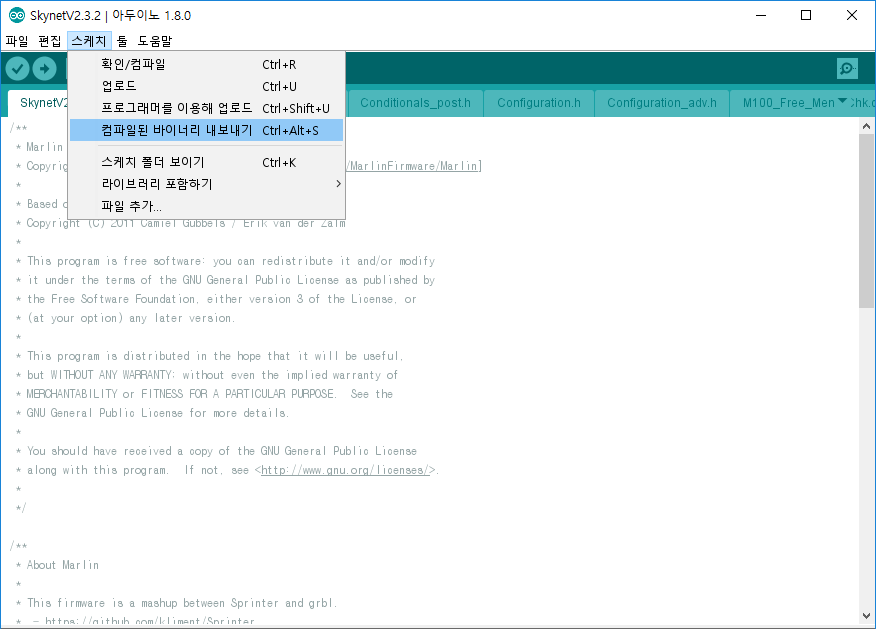 SkynetV2.3.2 | 아두이노 1.8.0
파일 편집 스케치 툴 도움말
확인/컴파일 Ctrl+R
업로드 Ctrl+U
프로그래머를 이용해 업로드 Ctrl+Shift+U
컴파일된 바이너리 내보내기 Ctrl+Alt+S
스케치 폴더 보이기 Ctrl+K
라이브러리 포함하기
파일 추가...
SkynetV2 Conditionals_post.h Configuration.h Configuration_adv.h M100_Free_Mem
/**
* Marlin
* Copyrig /MarlinFirmware/Marlin]
*
* Based o
* Copyright (C) 2011 Camiel Gubbels / Erik van der Zalm
*
* This program is free software: you can redistribute it and/or modify
* it under the terms of the GNU General Public License as published by
* the Free Software Foundation, either version 3 of the License, or
* (at your option) any later version.
*
* This program is distributed in the hope that it will be useful,
* but WITHOUT ANY WARRANTY; without even the implied warranty of
* MERCHANTABILITY or FITNESS FOR A PARTICULAR PURPOSE.  See the
* GNU General Public License for more details.
*
* You should have received a copy of the GNU General Public License
* along with this program.  If not, see <http://www.gnu.org/licenses/>.
*
*/
/**
* About Marlin
*
* This firmware is a mashup between Sprinter and grbl.
*  - https://github.com/kliment/Sprinter